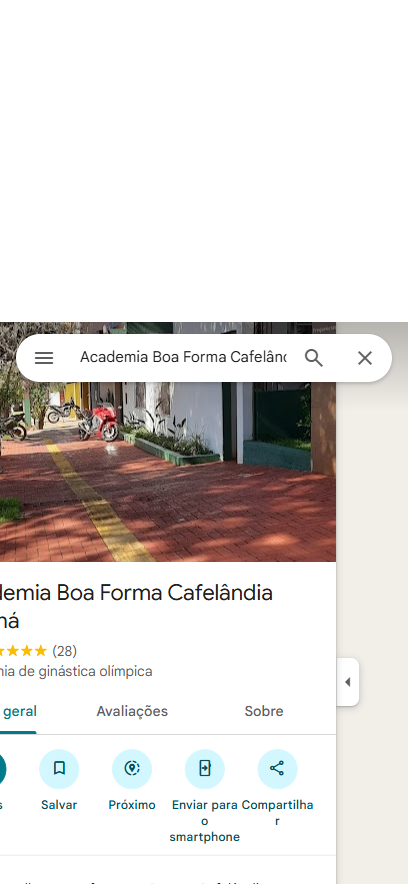 Academia Boa Forma Cafelând
demia Boa Forma Cafelândia
ná
(28)
nia de ginástica olímpica
geral
Avaliações
Sobre
s
Salvar
Próximo
Enviar para o smartphone
Compartilhar